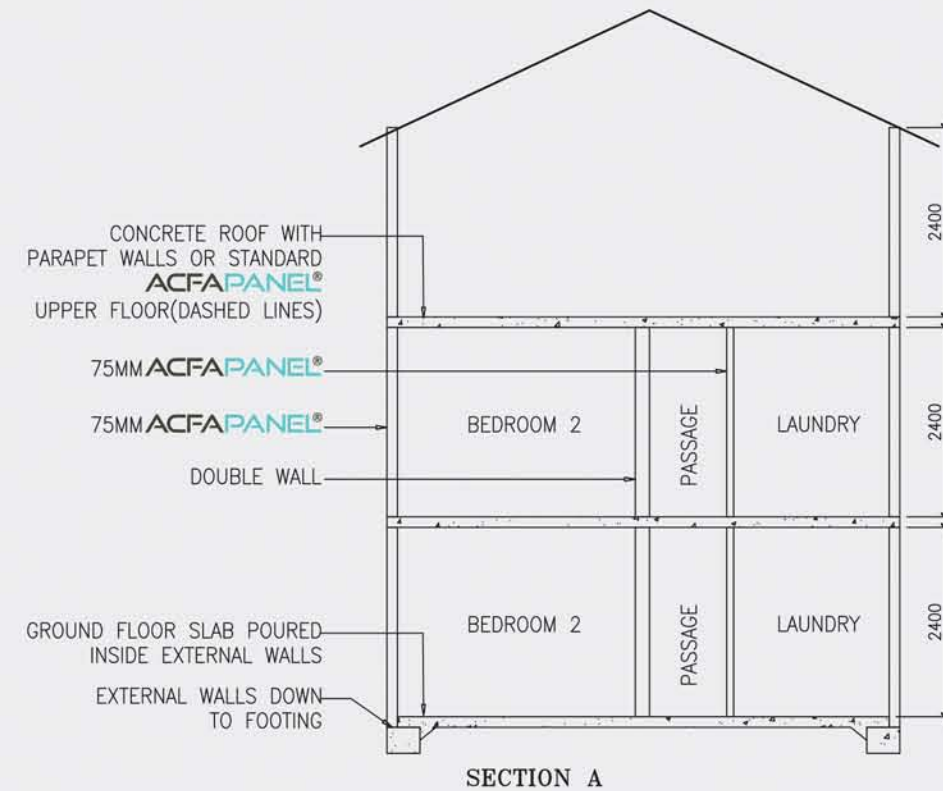 CONCRETE ROOF WITH
PARAPET WALLS OR STANDARD
ACFAPANEL®
UPPER FLOOR(DASHED LINES)
75MM ACFAPANEL®
75MM ACFAPANEL®
DOUBLE WALL
GROUND FLOOR SLAB POURED
INSIDE EXTERNAL WALLS
EXTERNAL WALLS DOWN
TO FOOTING
BEDROOM 2
PASSAGE
LAUNDRY
BEDROOM 2
PASSAGE
LAUNDRY
2400
2400
2400
SECTION A